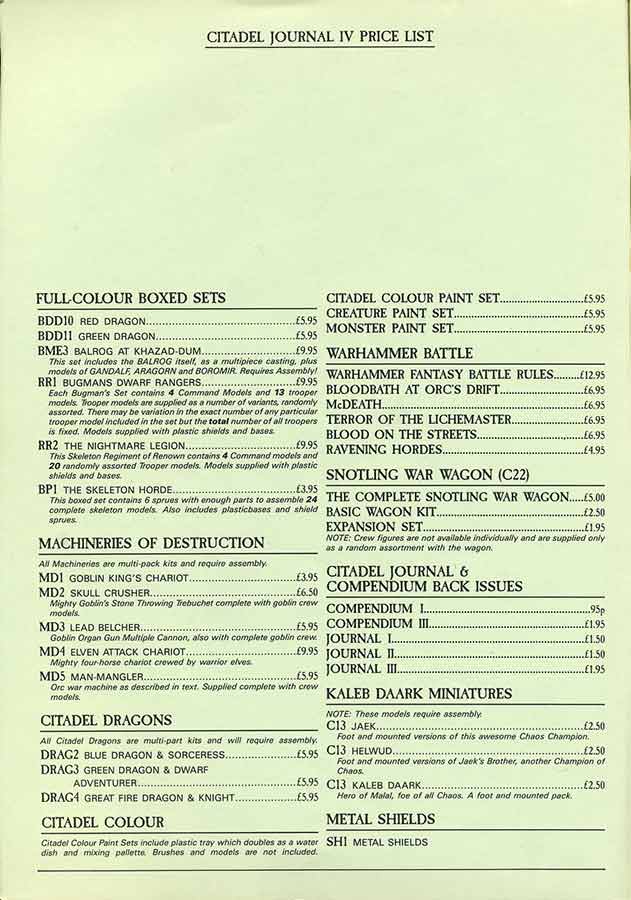 CITADEL JOURNAL IV PRICE LIST
FULL-COLOUR BOXED SETS
BDD10 RED DRAGON....................................£5.95
BDD11 GREEN DRAGON..................................£5.95
BME3 BALROG AT KHAZAD-DUM.......................£9.95
This set includes the BALROG itself, as a multipiece casting, plus
models of GANDALF, ARAGORN and BOROMIR. Requires Assembly!
RR1 BUGMANS DWARF RANGERS.......................£9.95
Each Bugman's Set contains 4 Command Models and 13 trooper
models. Trooper models are supplied as a number of variants, randomly
assorted. There may be variation in the exact number of any particular
trooper model included in the set but the total number of all troopers
is fixed. Models supplied with plastic shields and bases.
RR2 THE NIGHTMARE LEGION...........................£9.95
This Skeleton Regiment of Renown contains 4 Command models and
20 randomly assorted Trooper models. Models supplied with plastic
shields and bases.
BP1 THE SKELETON HORDE.............................£3.95
This boxed set contains 6 sprues with enough parts to assemble 24
complete skeleton models. Also includes plasticbases and shield
sprues.
MACHINERIES OF DESTRUCTION
All Machineries are multi-pack kits and require assembly.
MD1 GOBLIN KING'S CHARIOT...........................£3.95
MD2 SKULL CRUSHER....................................£6.50
Mighty Goblin's Stone Throwing Trebuchet complete with goblin crew
models.
MD3 LEAD BELCHER......................................£5.95
Goblin Organ Gun Multiple Cannon, also with complete goblin crew.
MD4 ELVEN ATTACK CHARIOT...........................£9.95
Mighty four-horse chariot crewed by warrior elves.
MD5 MAN-MANGLER......................................£5.95
Orc war machine as described in text. Supplied complete with crew
models.
CITADEL DRAGONS
All Citadel Dragons are multi-part kits and will require assembly.
DRAG2 BLUE DRAGON & SORCERESS..................£5.95
DRAG3 GREEN DRAGON & DWARF
ADVENTURER.......................................£5.95
DRAG4 GREAT FIRE DRAGON & KNIGHT...............£5.95
CITADEL COLOUR
Citadel Colour Paint Sets include plastic tray which doubles as a water
dish and mixing pallette. Brushes and models are not included.
CITADEL COLOUR PAINT SET...........................£5.95
CREATURE PAINT SET...................................£5.95
MONSTER PAINT SET....................................£5.95
WARHAMMER BATTLE
WARHAMMER FANTASY BATTLE RULES.......£12.95
BLOODBATH AT ORC'S DRIFT...........................£6.95
McDEATH.................................................£6.95
TERROR OF THE LICHEMASTER.......................£6.95
BLOOD ON THE STREETS...............................£6.95
RAVENING HORDES......................................£4.95
SNOTLING WAR WAGON (C22)
THE COMPLETE SNOTLING WAR WAGON.....£5.00
BASIC WAGON KIT.......................................£2.50
EXPANSION SET..........................................£1.95
NOTE: Crew figures are not available individually and are supplied only
as a random assortment with the wagon.
CITADEL JOURNAL &
COMPENDIUM BACK ISSUES
COMPENDIUM I............................................95p
COMPENDIUM III.........................................£1.95
JOURNAL I................................................£1.50
JOURNAL II...............................................£1.50
JOURNAL III..............................................£1.95
KALEB DAARK MINIATURES
NOTE: These models require assembly.
C13 JAEK..................................................£2.50
Foot and mounted versions of this awesome Chaos Champion.
C13 HELWUD..............................................£2.50
Foot and mounted versions of Jaek's Brother, another Champion of
Chaos.
C13 KALEB DAARK.......................................£2.50
Hero of Malal, foe of all Chaos. A foot and mounted pack.
METAL SHIELDS
SH1 METAL SHIELDS